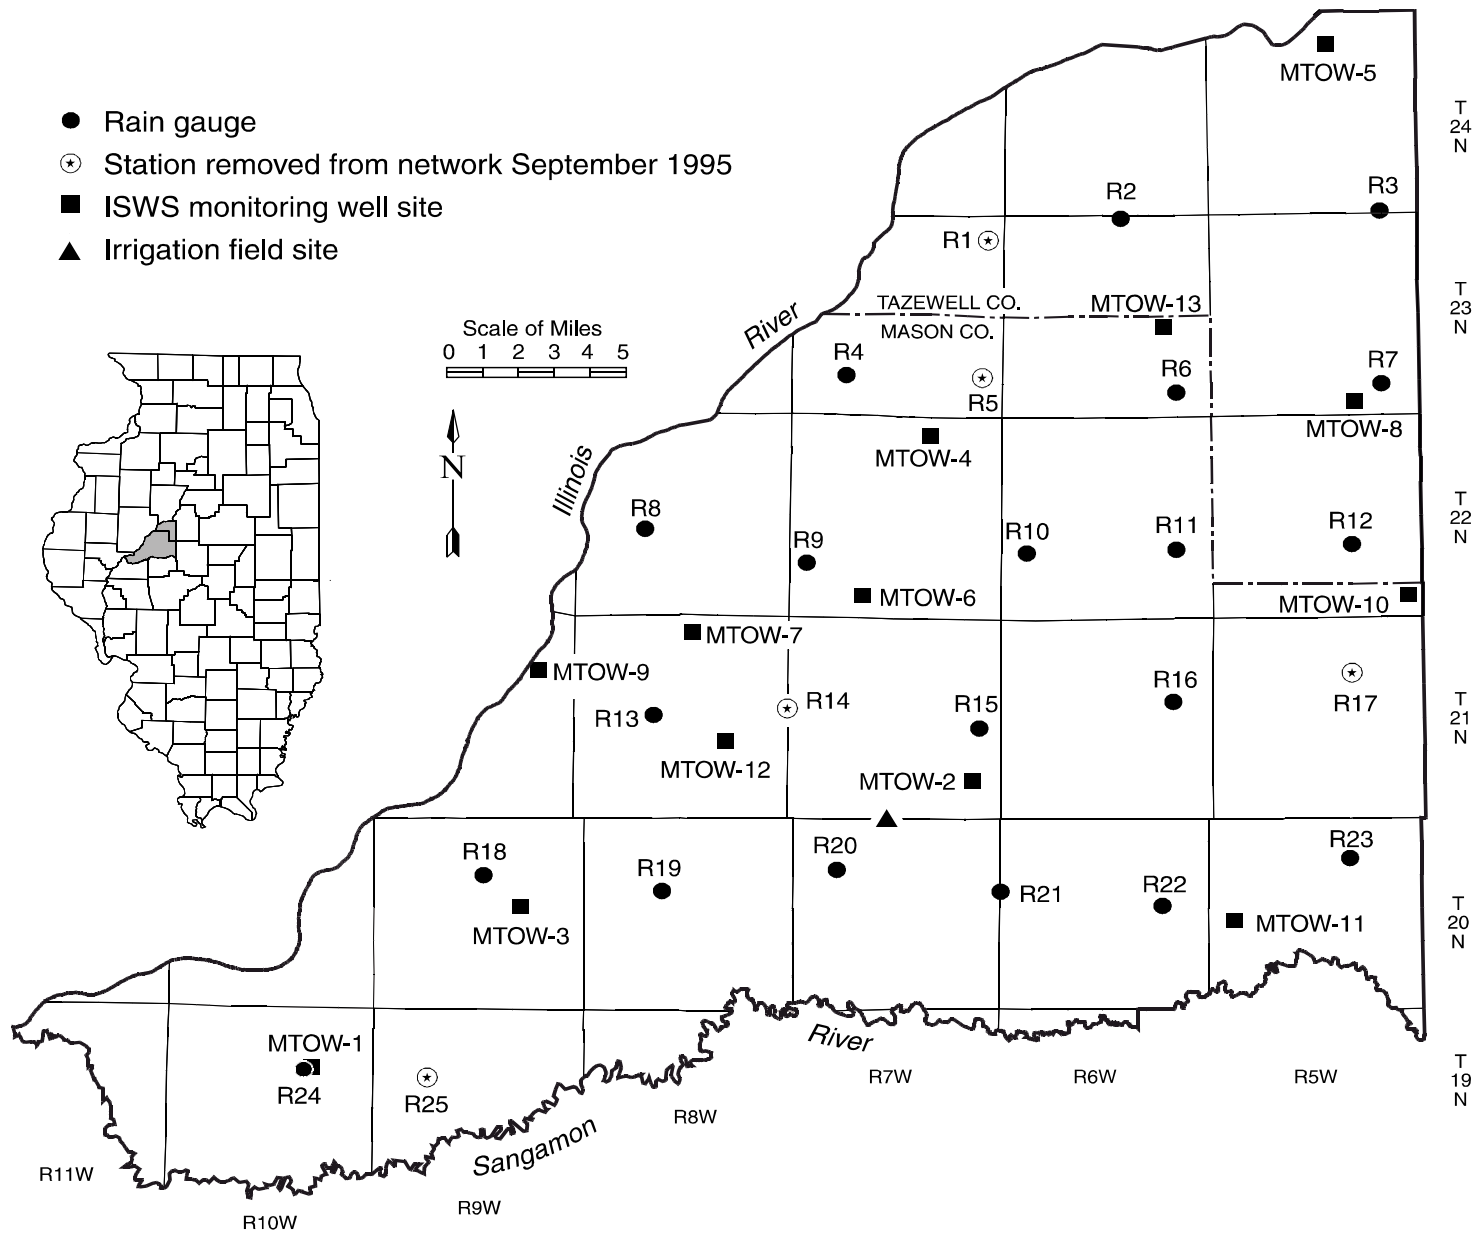 MTOW-5
T
24
N
Rain gauge
Station removed from network September 1995
ISWS monitoring well site
Irrigation field site
R2
R3
R1
TAZEWELL CO.
MASON CO.
MTOW-13
T
23
N
River
Scale of Miles
0 1 2 3 4 5
R4
R5
R6
R7
MTOW-8
MTOW-4
N
Illinois
R8
R9
R10
R11
R12
T
22
N
MTOW-6
MTOW-10
MTOW-7
MTOW-9
R13
R14
R15
R16
R17
T
21
N
MTOW-12
MTOW-2
R18
R19
R20
R21
R22
R23
MTOW-3
MTOW-11
T
20
N
MTOW-1
R24
R25
River
Sangamon
R7W
R6W
R5W
T
19
N
R8W
R11W
R9W
R10W